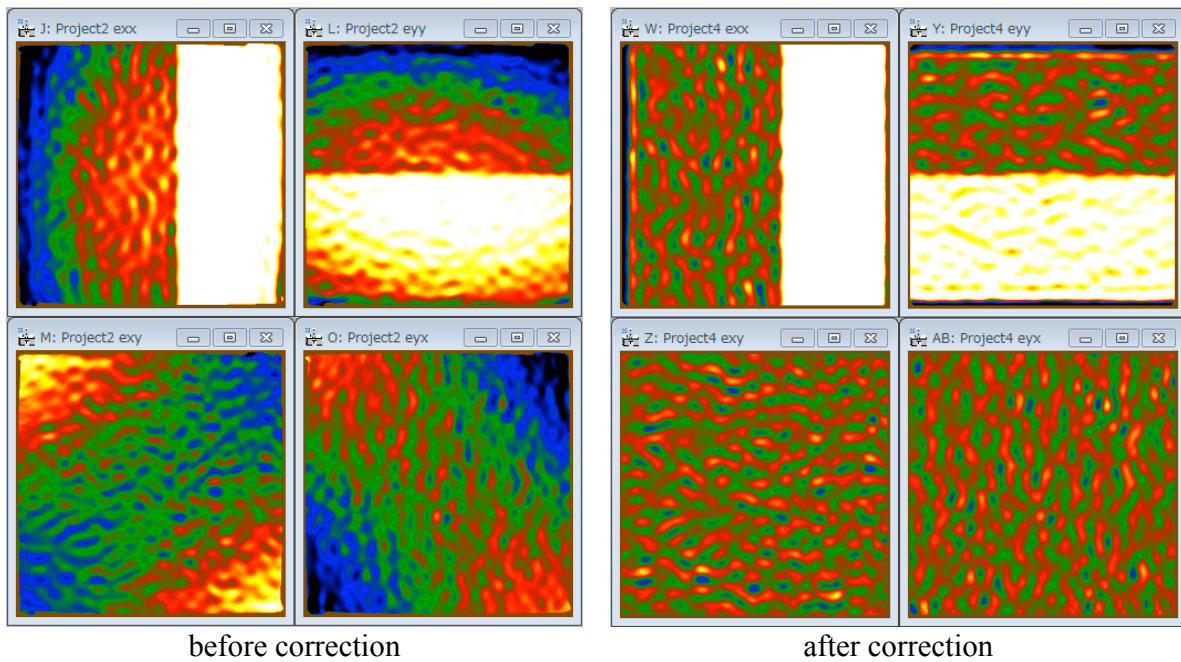 J: Project2 exx
L: Project2 eyy
W: Project4 exx
Y: Project4 eyy
M: Project2 exy
O: Project2 eyx
Z: Project4 exy
AB: Project4 eyx
before correction
after correction